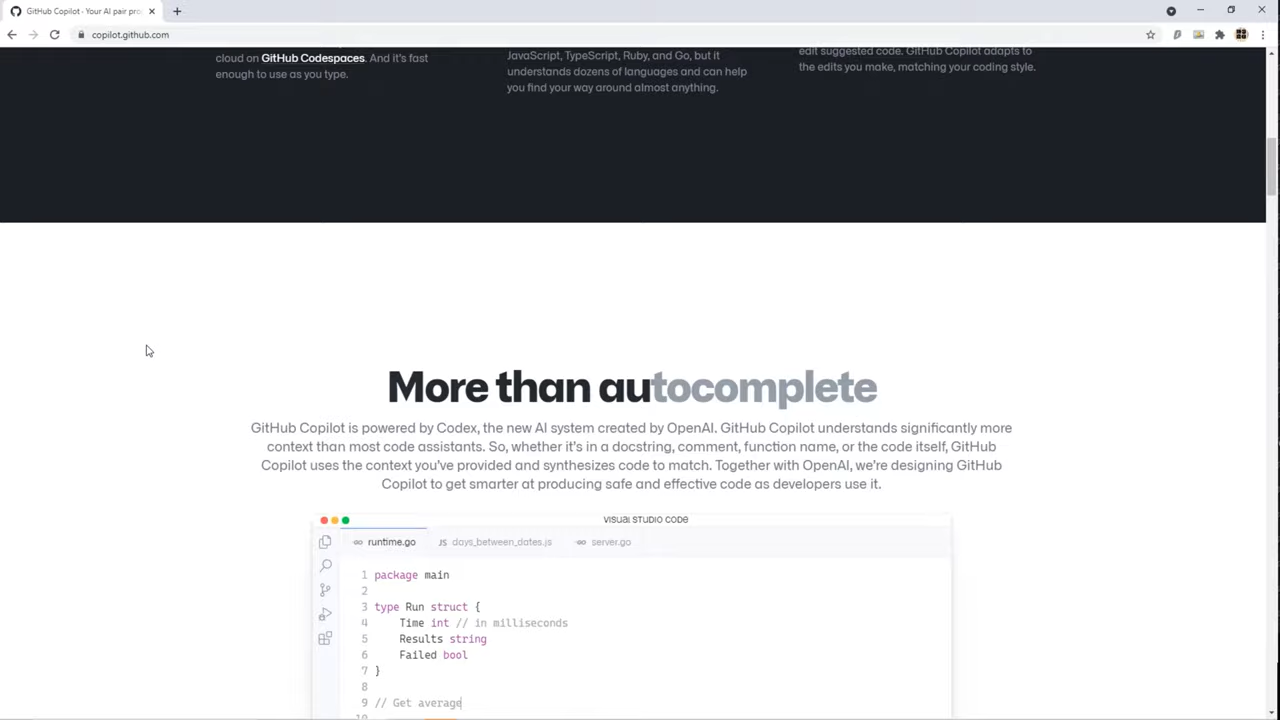 GitHub Copilot - Your AI pair pro
copilot.github.com
cloud on GitHub Codespaces. And it's fast
enough to use as you type.
JavaScript, TypeScript, Ruby, and Go, but it
understands dozens of languages and can help
you find your way around almost anything.
edit suggested code. GitHub Copilot adapts to
the edits you make, matching your coding style.
More than autocomplete
GitHub Copilot is powered by Codex, the new AI system created by OpenAI. GitHub Copilot understands significantly more
context than most code assistants. So, whether it's in a docstring, comment, function name, or the code itself, GitHub
Copilot uses the context you've provided and synthesizes code to match. Together with OpenAI, we're designing GitHub
Copilot to get smarter at producing safe and effective code as developers use it.
Visual Studio Code
runtime.go
JS days_between_dates.js
server.go
1 package main
2
3 type Run struct {
4 Time int // in milliseconds
5 Results string
6 Failed bool
7 }
8
9 // Get average